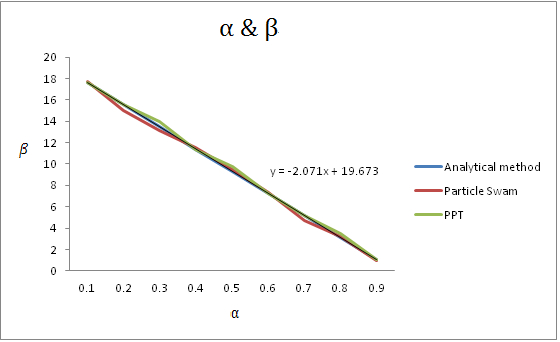 α & β
20
18
16
14
12
10
8
6
4
2
0
β
y = -2.071x + 19.673
Analytical method
Particle Swam
PPT
0.1 0.2 0.3 0.4 0.5 0.6 0.7 0.8 0.9
α